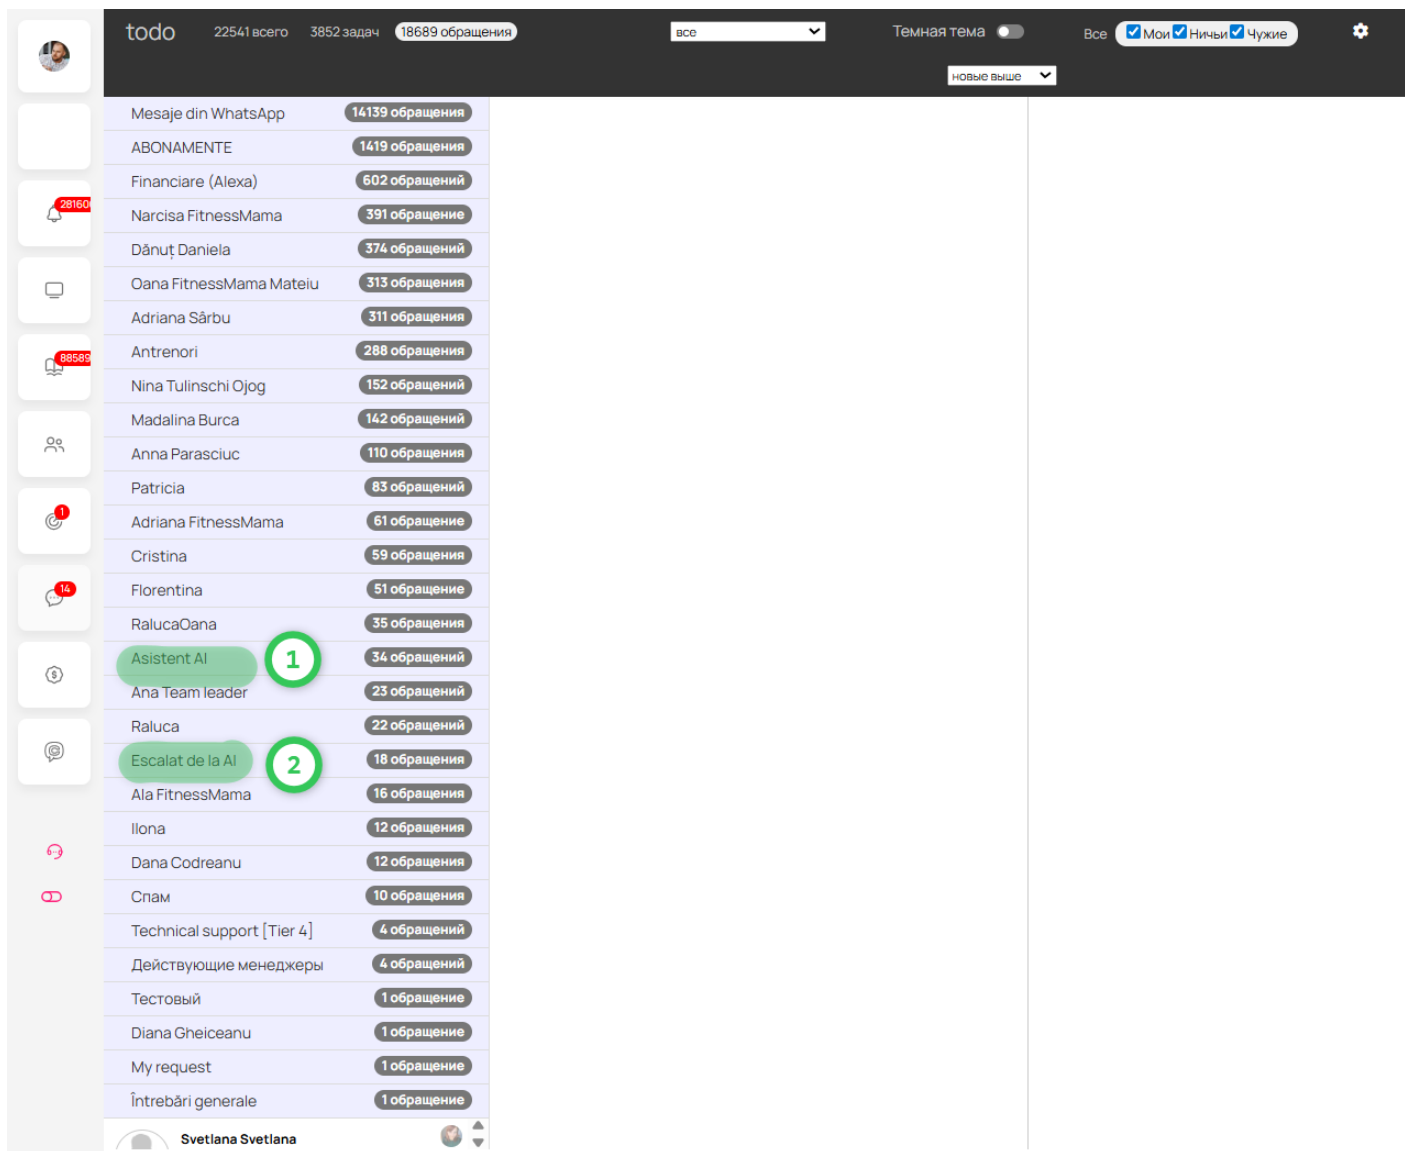 todo 22541 всего 3852 задач 18689 обращения все Темная тема Все Мои Ничьи Чужие
новые выше
Mesaje din WhatsApp 14139 обращения
ABONAMENTE 1419 обращения
Financiare (Alexa) 602 обращений
Narcisa FitnessMama 391 обращение
Dănuț Daniela 374 обращений
Oana FitnessMama Mateiu 313 обращения
Adriana Sârbu 311 обращения
Antrenori 288 обращения
Nina Tulinschi Ojog 152 обращений
Madalina Burca 142 обращений
Anna Parasciuc 110 обращения
Patricia 83 обращений
Adriana FitnessMama 61 обращение
Cristina 59 обращения
Florentina 51 обращение
RalucaOana 35 обращения
Asistent AI 1 34 обращения
Ana Team leader 23 обращений
Raluca 22 обращений
Escalat de la AI 2 18 обращения
Ala FitnessMama 16 обращения
Ilona 12 обращения
Dana Codreanu 12 обращения
Спам 10 обращения
Technical support [Tier 4] 4 обращений
Действующие менеджеры 4 обращений
Тестовый 1 обращение
Diana Gheiceanu 1 обращение
My request 1 обращение
Întrebări generale 1 обращение
Svetlana Svetlana
88589
1
14